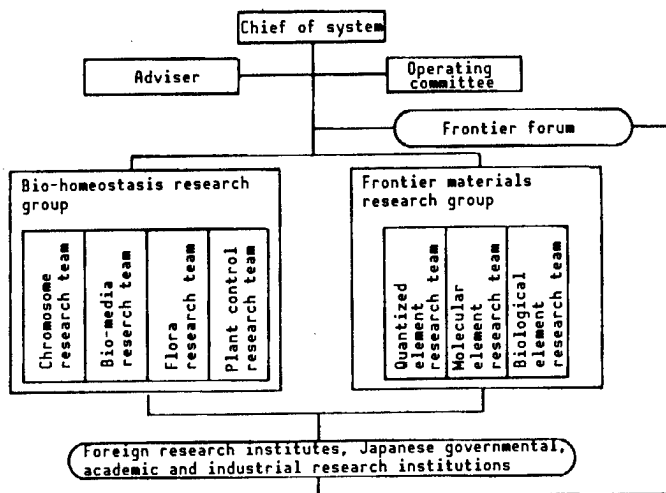 Chief of system
Adviser
Operating
committee
Frontier forum
Bio-homeostasis research
group
Frontier materials
research group
Chromosome
research team
Bio-media
reserch team
Flora
research team
Plant control
research team
Quantized
element
research team
Molecular
element
research team
Biological
element
research team
Foreign research institutes, Japanese governmental,
academic and industrial research institutions